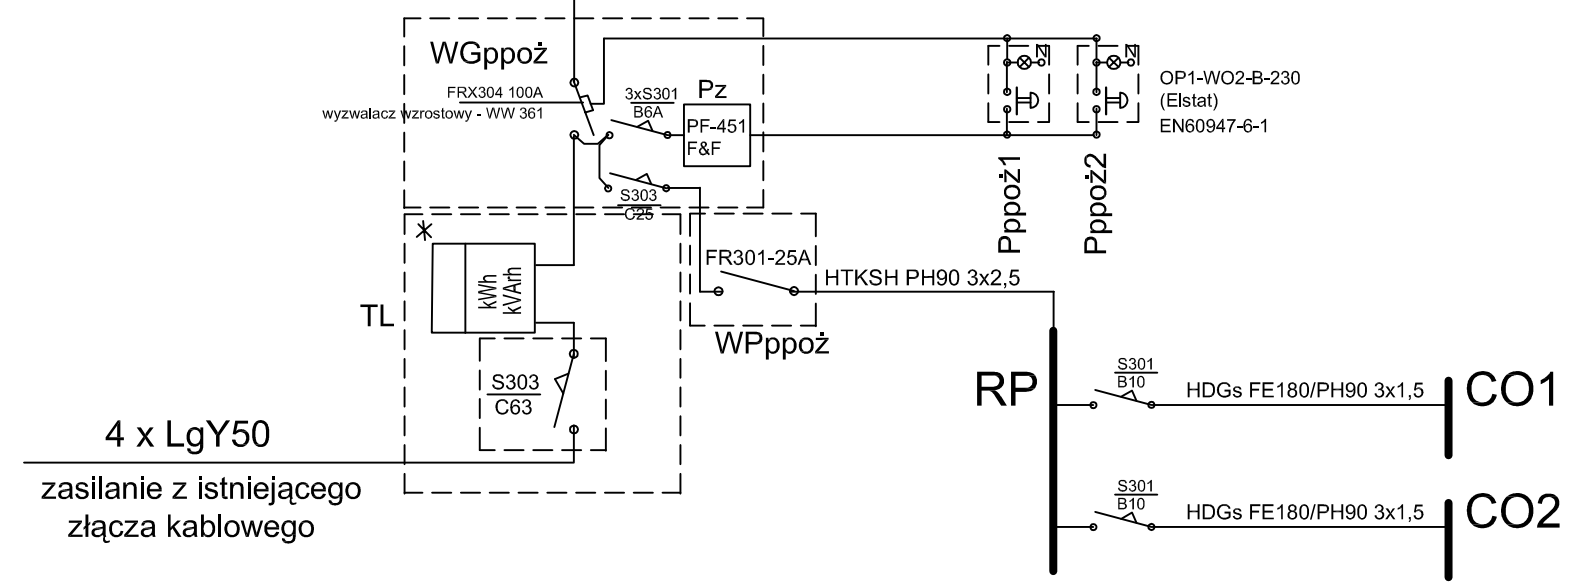 WGppoż
FRX304 100A
wyzwalacz wzrostowy - WW 361
3xS301
B6A
Pz
PF-451
F&F
N
N
OP1-WO2-B-230
(Elstat)
EN60947-6-1
Pppoż1
Pppoż2
S303
C25
kWh
kVArh
TL
FR301-25A
HTKSH PH90 3x2,5
WPppoż
S303
C63
4 x LgY50
zasilanie z istniejącego
złącza kablowego
RP
S301
B10
HDGs FE180/PH90 3x1,5
CO1
S301
B10
HDGs FE180/PH90 3x1,5
CO2